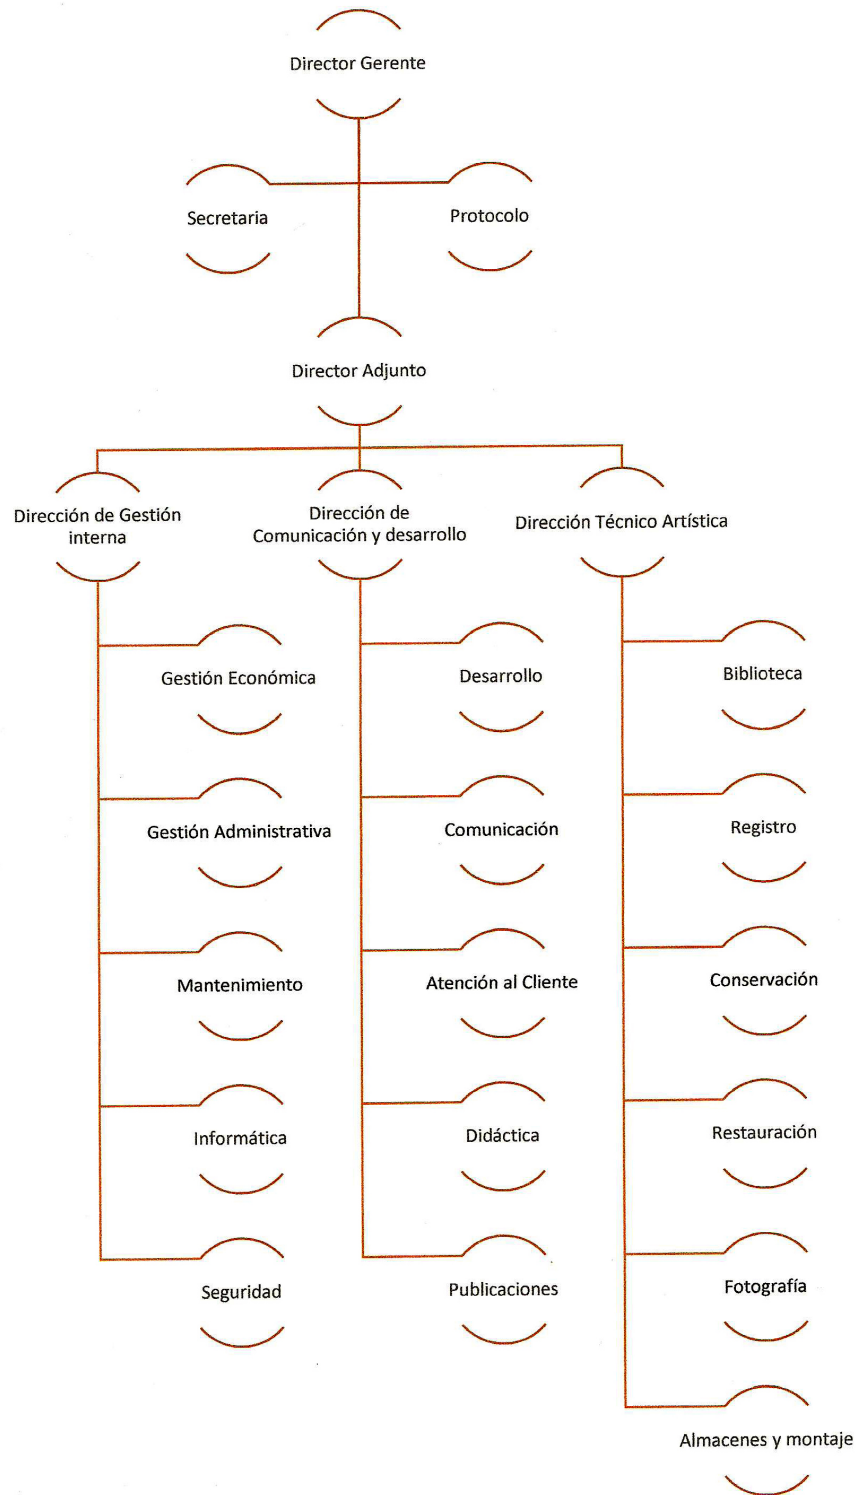 Director Gerente
Secretaria
Protocolo
Director Adjunto
Dirección de Gestión
interna
Dirección de
Comunicación y desarrollo
Dirección Técnico Artística
Gestión Económica
Desarrollo
Biblioteca
Gestión Administrativa
Comunicación
Registro
Mantenimiento
Atención al Cliente
Conservación
Informática
Didáctica
Restauración
Seguridad
Publicaciones
Fotografía
Almacenes y montaje